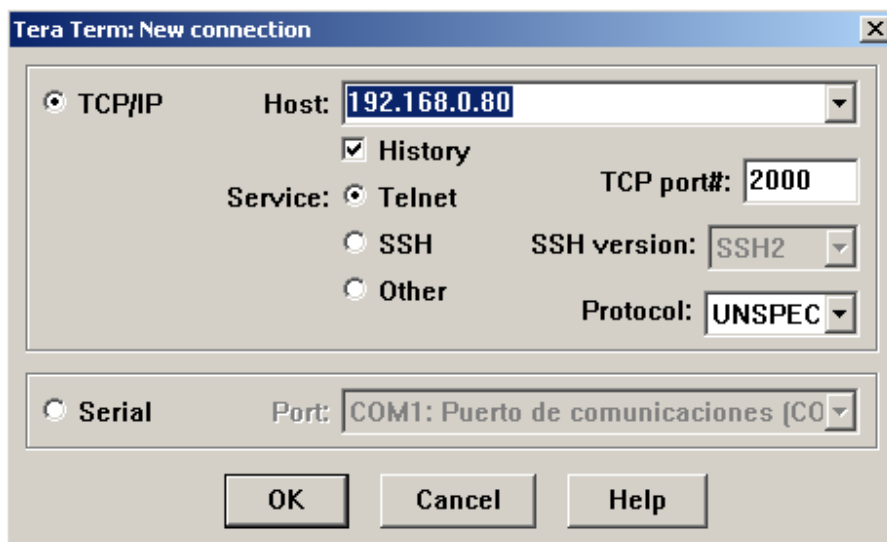 Tera Term: New connection
TCP/IP Host: 192.168.0.80
History
TCP port#: 2000
Service: Telnet
SSH SSH version: SSH2
Other
Protocol: UNSPEC
Serial Port: COM1: Puerto de comunicaciones (CO
OK Cancel Help